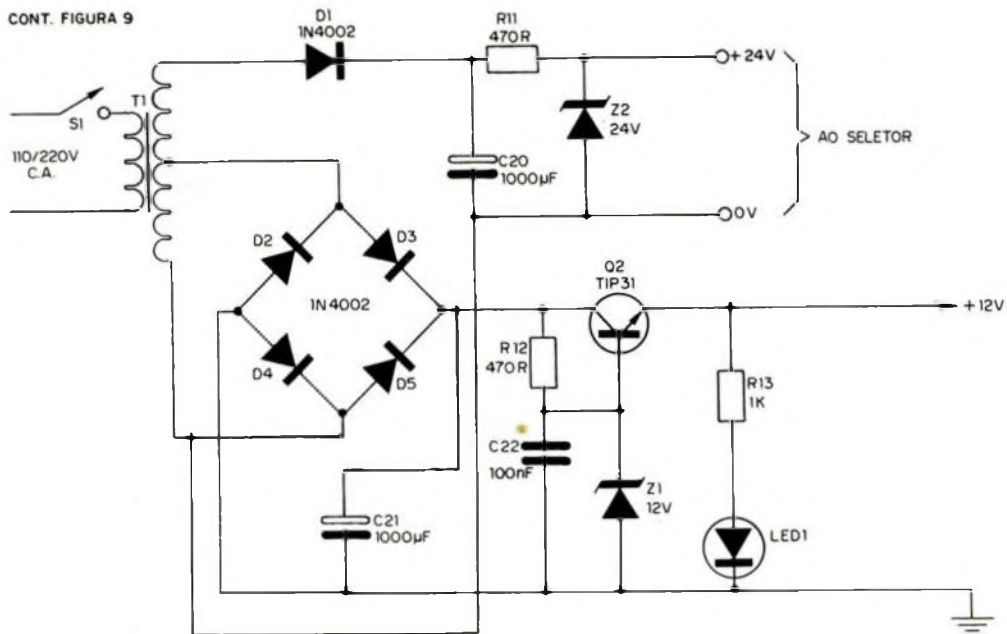 CONT. FIGURA 9
D1
1N4002
R11
470R
+24V
T1
S1
Z2
24V
AO SELETOR
110/220V
C.A.
C20
1000µF
0V
D2
D3
Q2
TIP31
1N4002
+12V
R12
470R
R13
1K
D4
D5
C22
100nF
Z1
12V
C21
1000µF
LED1